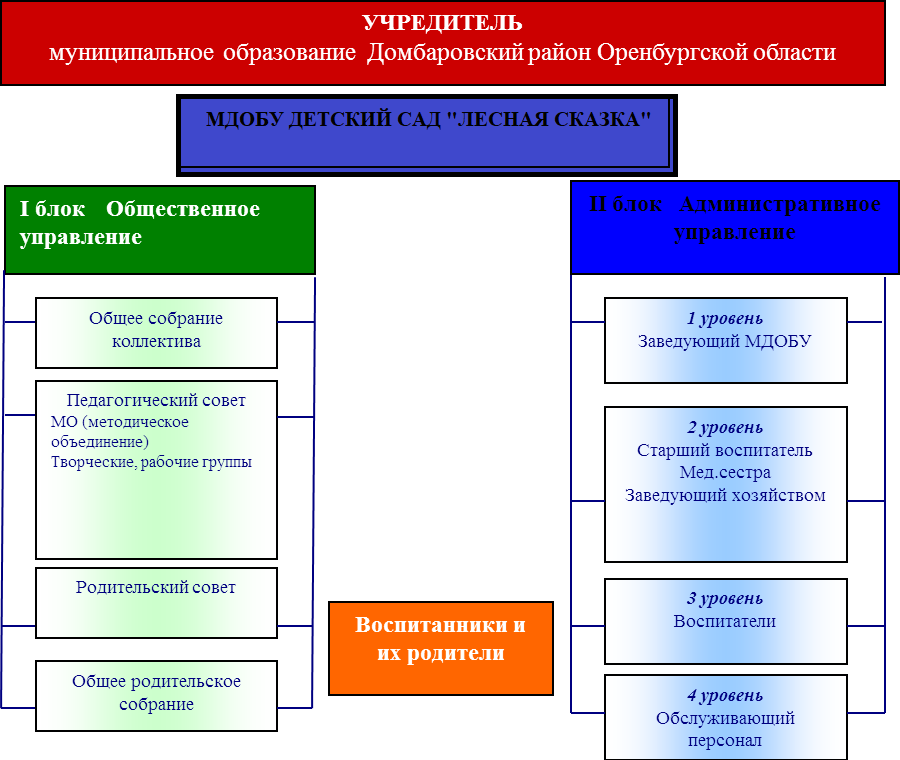 УЧРЕДИТЕЛЬ
муниципальное образование Домбаровский район Оренбургской области
МДОБУ ДЕТСКИЙ САД "ЛЕСНАЯ СКАЗКА"
I блок Общественное
управление
Общее собрание
коллектива
Педагогический совет
МО (методическое
объединение)
Творческие, рабочие группы
Родительский совет
Общее родительское
собрание
Воспитанники и
их родители
II блок Административное
управление
1 уровень
Заведующий МДОБУ
2 уровень
Старший воспитатель
Мед.сестра
Заведующий хозяйством
3 уровень
Воспитатели
4 уровень
Обслуживающий
персонал